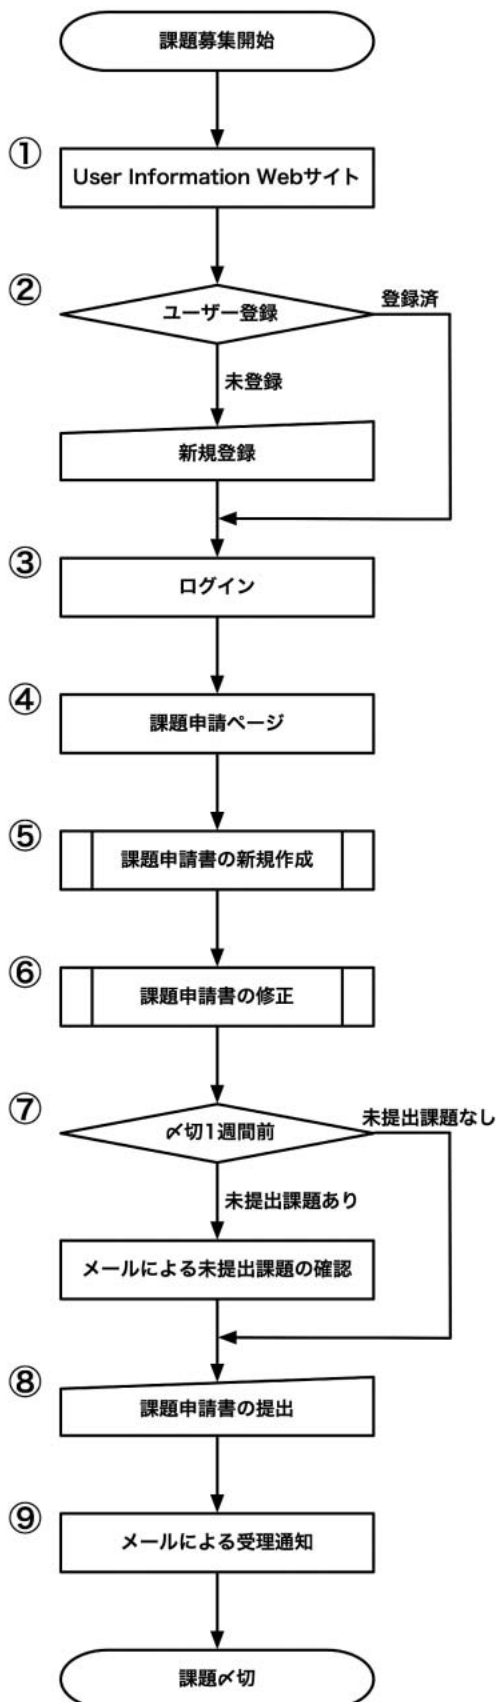 課題募集開始
①
User Information Webサイト
②
ユーザー登録
登録済
未登録
新規登録
③
ログイン
④
課題申請ページ
⑤
課題申請書の新規作成
⑥
課題申請書の修正
⑦
〆切1週間前
未提出課題なし
未提出課題あり
メールによる未提出課題の確認
⑧
課題申請書の提出
⑨
メールによる受理通知
課題〆切